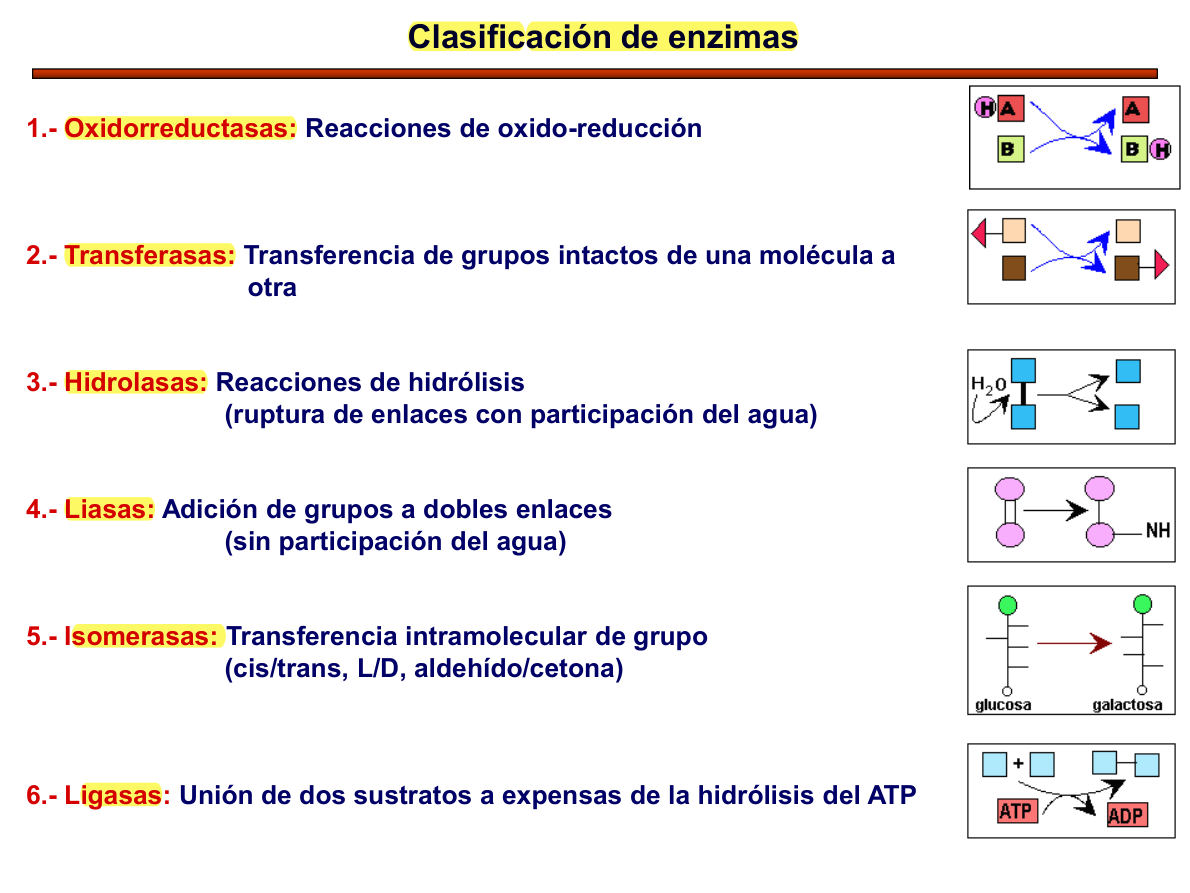 Clasificación de enzimas
1.- Oxidorreductasas: Reacciones de oxido-reducción
H A A
B B H
2.- Transferasas: Transferencia de grupos intactos de una molécula a
otra
3.- Hidrolasas: Reacciones de hidrólisis
(ruptura de enlaces con participación del agua)
H2O
4.- Liasas: Adición de grupos a dobles enlaces
(sin participación del agua)
NH
5.- Isomerasas: Transferencia intramolecular de grupo
(cis/trans, L/D, aldehído/cetona)
glucosa galactosa
6.- Ligasas: Unión de dos sustratos a expensas de la hidrólisis del ATP
+
ATP ADP